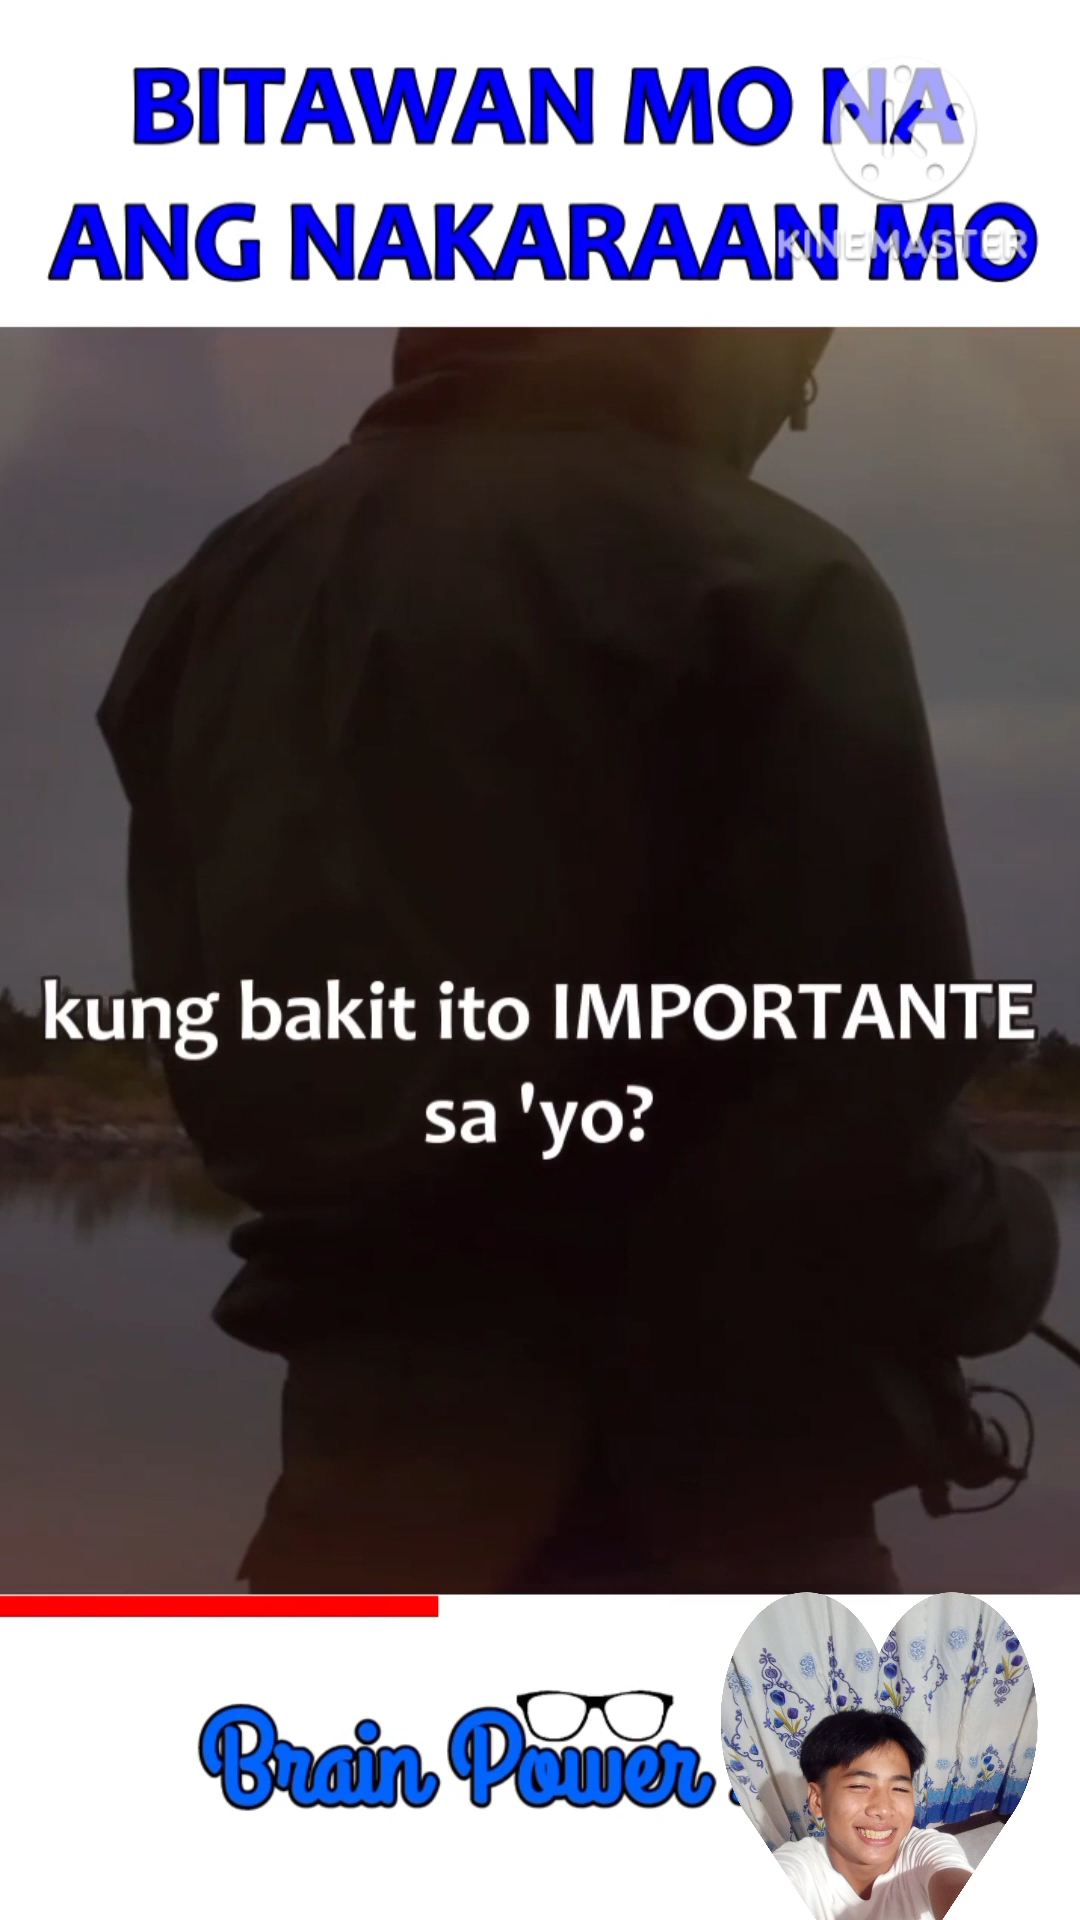 BITAWAN MO NA
ANG NAKARAAN MO
KINEMASTER
kung bakit ito IMPORTANTE
sa 'yo?
Brain Power